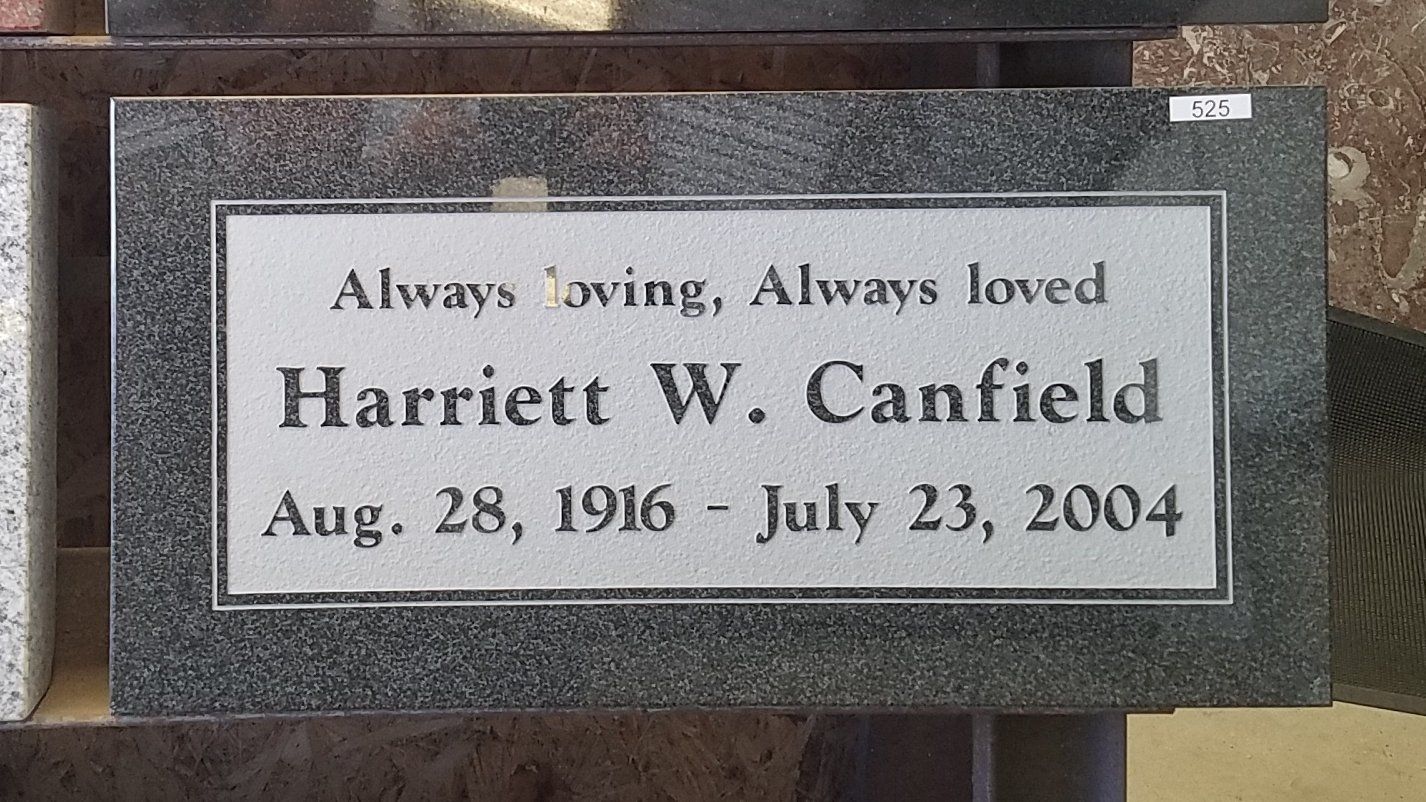 525
Always loving, Always loved
Harriett W. Canfield
Aug. 28, 1916 - July 23, 2004